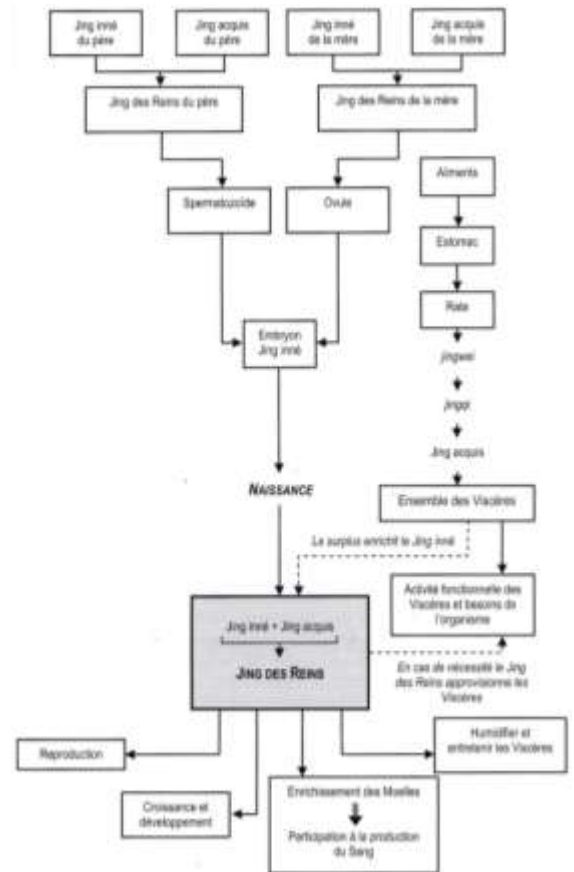 Jing inné
du père
Jing acquis
du père
Jing inné
de la mère
Jing acquis
de la mère
Jing des Reins du père
Jing des Reins de la mère
Aliments
Spermatozoïde
Ovule
Estomac
Rate
Embryon
Jing inné
jingwei
jingqi
Jing acquis
NAISSANCE
Ensemble des Viscères
Le surplus enrichit le Jing inné
Activité fonctionnelle des
Viscères et besoins de
l'organisme
Jing inné + Jing acquis
JING DES REINS
En cas de nécessité le Jing
des Reins approvisionne les
Viscères
Reproduction
Humidifier et
entretenir les Viscères
Croissance et
développement
Enrichissement des Moelles
Participation à la production
du Sang